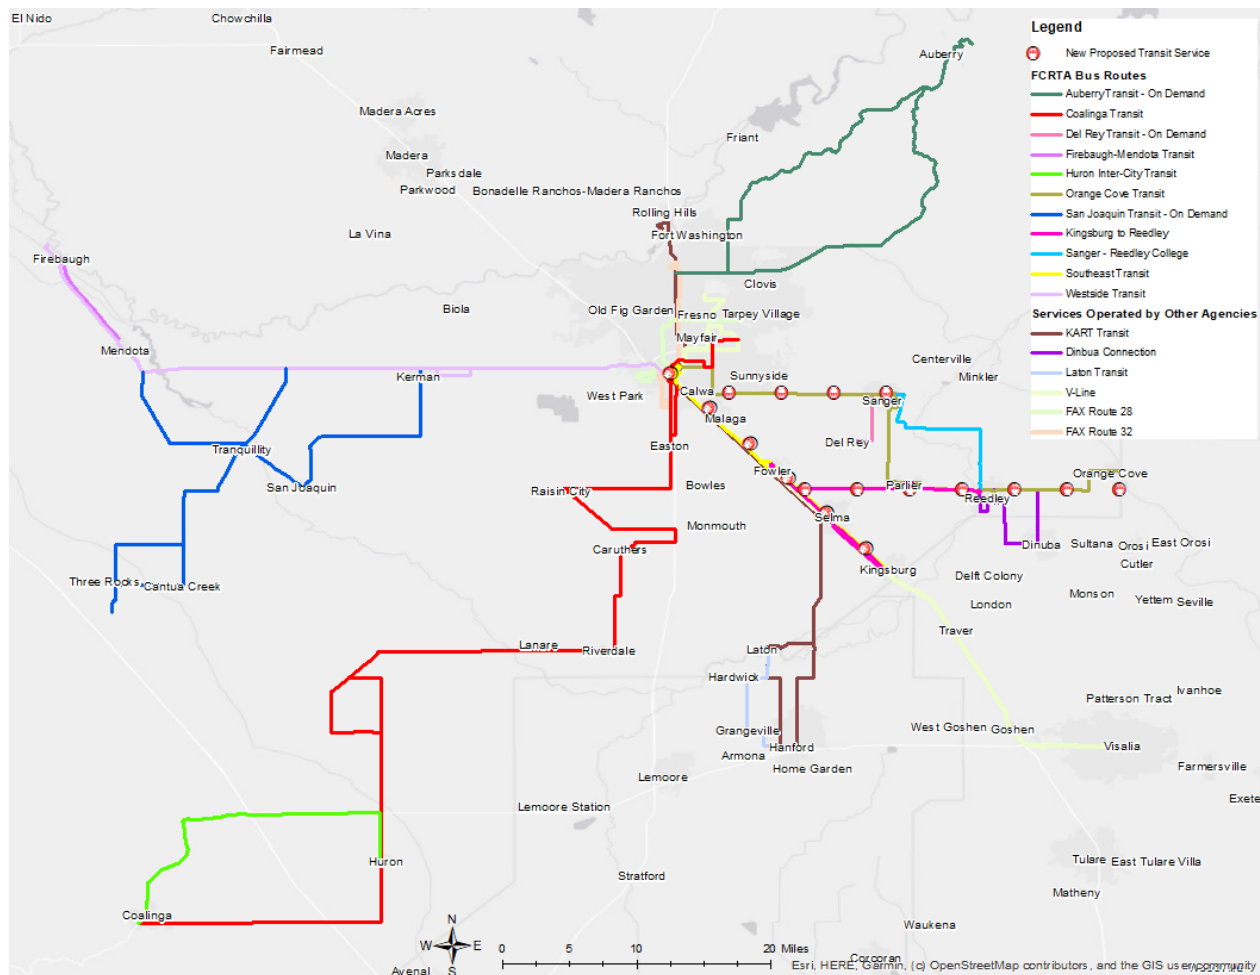 El Nido
Chowchilla
Fairmead
Auberry
Madera Acres
Friant
Madera
Parksdale
Parkwood
Bonadelle Ranchos-Madera Ranchos
Rolling Hills
La Vina
Fort Washington
Firebaugh
Clovis
Biola
Old Fig Garden
Fresno
Tarpey Village
Mendota
Mayfair
Centerville
Kerman
Sunnyside
Minkler
West Park
Calwa
Sanger
Malaga
Tranquillity
Easton
Del Rey
Fowler
San Joaquin
Raisin City
Bowles
Parlier
Orange Cove
Reedley
Monmouth
Selma
Caruthers
Dinuba
Sultana
Orosi
East Orosi
Cutler
Three Rocks
Cantua Creek
Kingsburg
Delft Colony
Monson
London
Yettem
Seville
Traver
Lanare
Riverdale
Laton
Hardwick
Patterson Tract
Ivanhoe
Grangeville
West Goshen
Goshen
Armona
Hanford
Visalia
Home Garden
Lemoore
Farmersville
Lemoore Station
Exete
Huron
Stratford
Tulare
East Tulare Villa
Matheny
Coalinga
Waukena
Corcoran
Avenal
N
W
E
S
0 5 10 20 Miles
Esri, HERE, Garmin, (c) OpenStreetMap contributors, and the GIS user community
Legend
New Proposed Transit Service
FCRTA Bus Routes
AuberryTransit - On Demand
Coalinga Transit
Del Rey Transit - On Demand
Firebaugh-Mendota Transit
Huron Inter-City Transit
Orange Cove Transit
San Joaquin Transit - On Demand
Kingsburg to Reedley
Sanger - Reedley College
Southeast Transit
Westside Transit
Services Operated by Other Agencies
KART Transit
Dinbua Connection
Laton Transit
V-Line
FAX Route 28
FAX Route 32